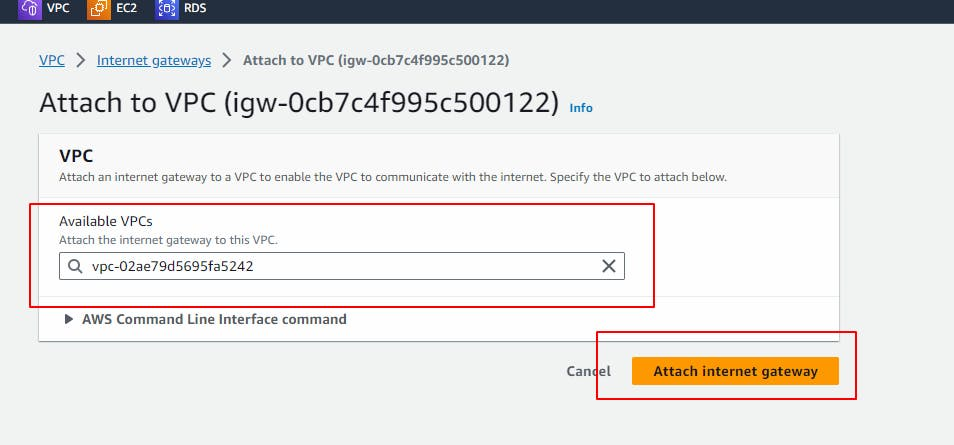 VPC EC2 RDS
VPC > Internet gateways > Attach to VPC (igw-0cb7c4f995c500122)
Attach to VPC (igw-0cb7c4f995c500122) Info
VPC
Attach an internet gateway to a VPC to enable the VPC to communicate with the internet. Specify the VPC to attach below.
Available VPCs
Attach the internet gateway to this VPC.
vpc-02ae79d5695fa5242
AWS Command Line Interface command
Cancel Attach internet gateway